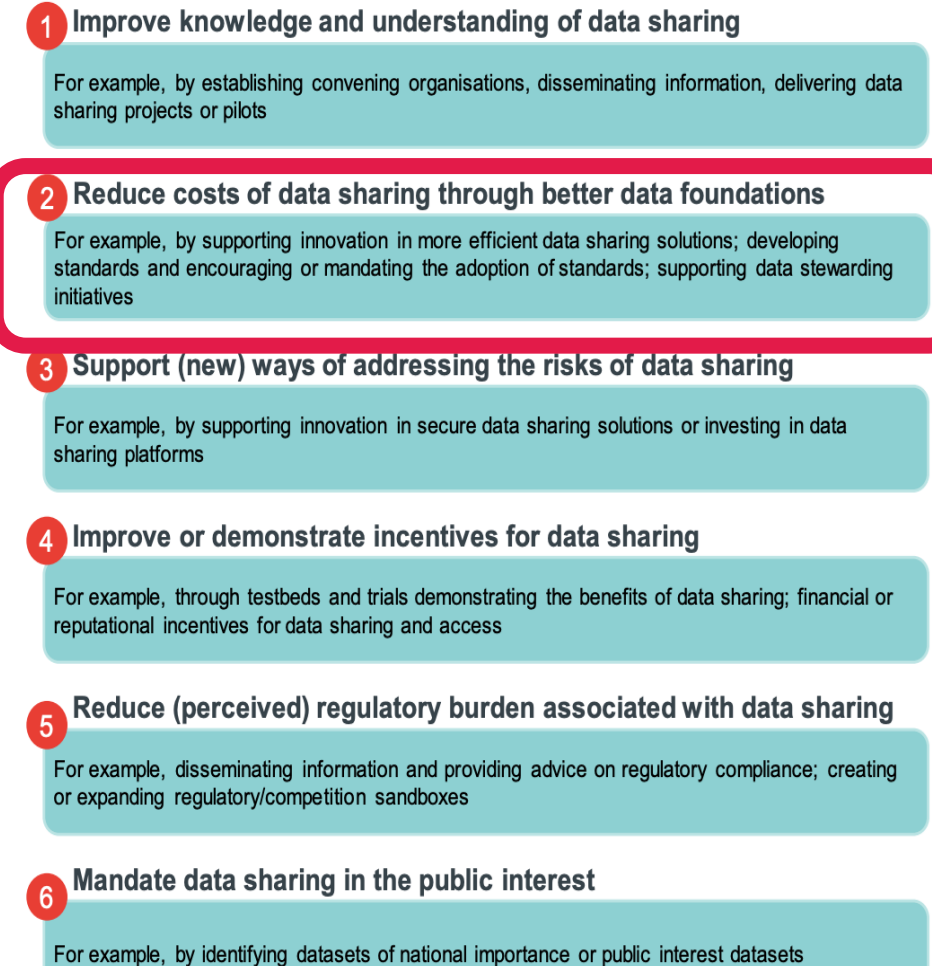 1 Improve knowledge and understanding of data sharing
For example, by establishing convening organisations, disseminating information, delivering data
sharing projects or pilots
2 Reduce costs of data sharing through better data foundations
For example, by supporting innovation in more efficient data sharing solutions; developing
standards and encouraging or mandating the adoption of standards; supporting data stewarding
initiatives
3 Support (new) ways of addressing the risks of data sharing
For example, by supporting innovation in secure data sharing solutions or investing in data
sharing platforms
4 Improve or demonstrate incentives for data sharing
For example, through testbeds and trials demonstrating the benefits of data sharing; financial or
reputational incentives for data sharing and access
5 Reduce (perceived) regulatory burden associated with data sharing
For example, disseminating information and providing advice on regulatory compliance; creating
or expanding regulatory/competition sandboxes
6 Mandate data sharing in the public interest
For example, by identifying datasets of national importance or public interest datasets